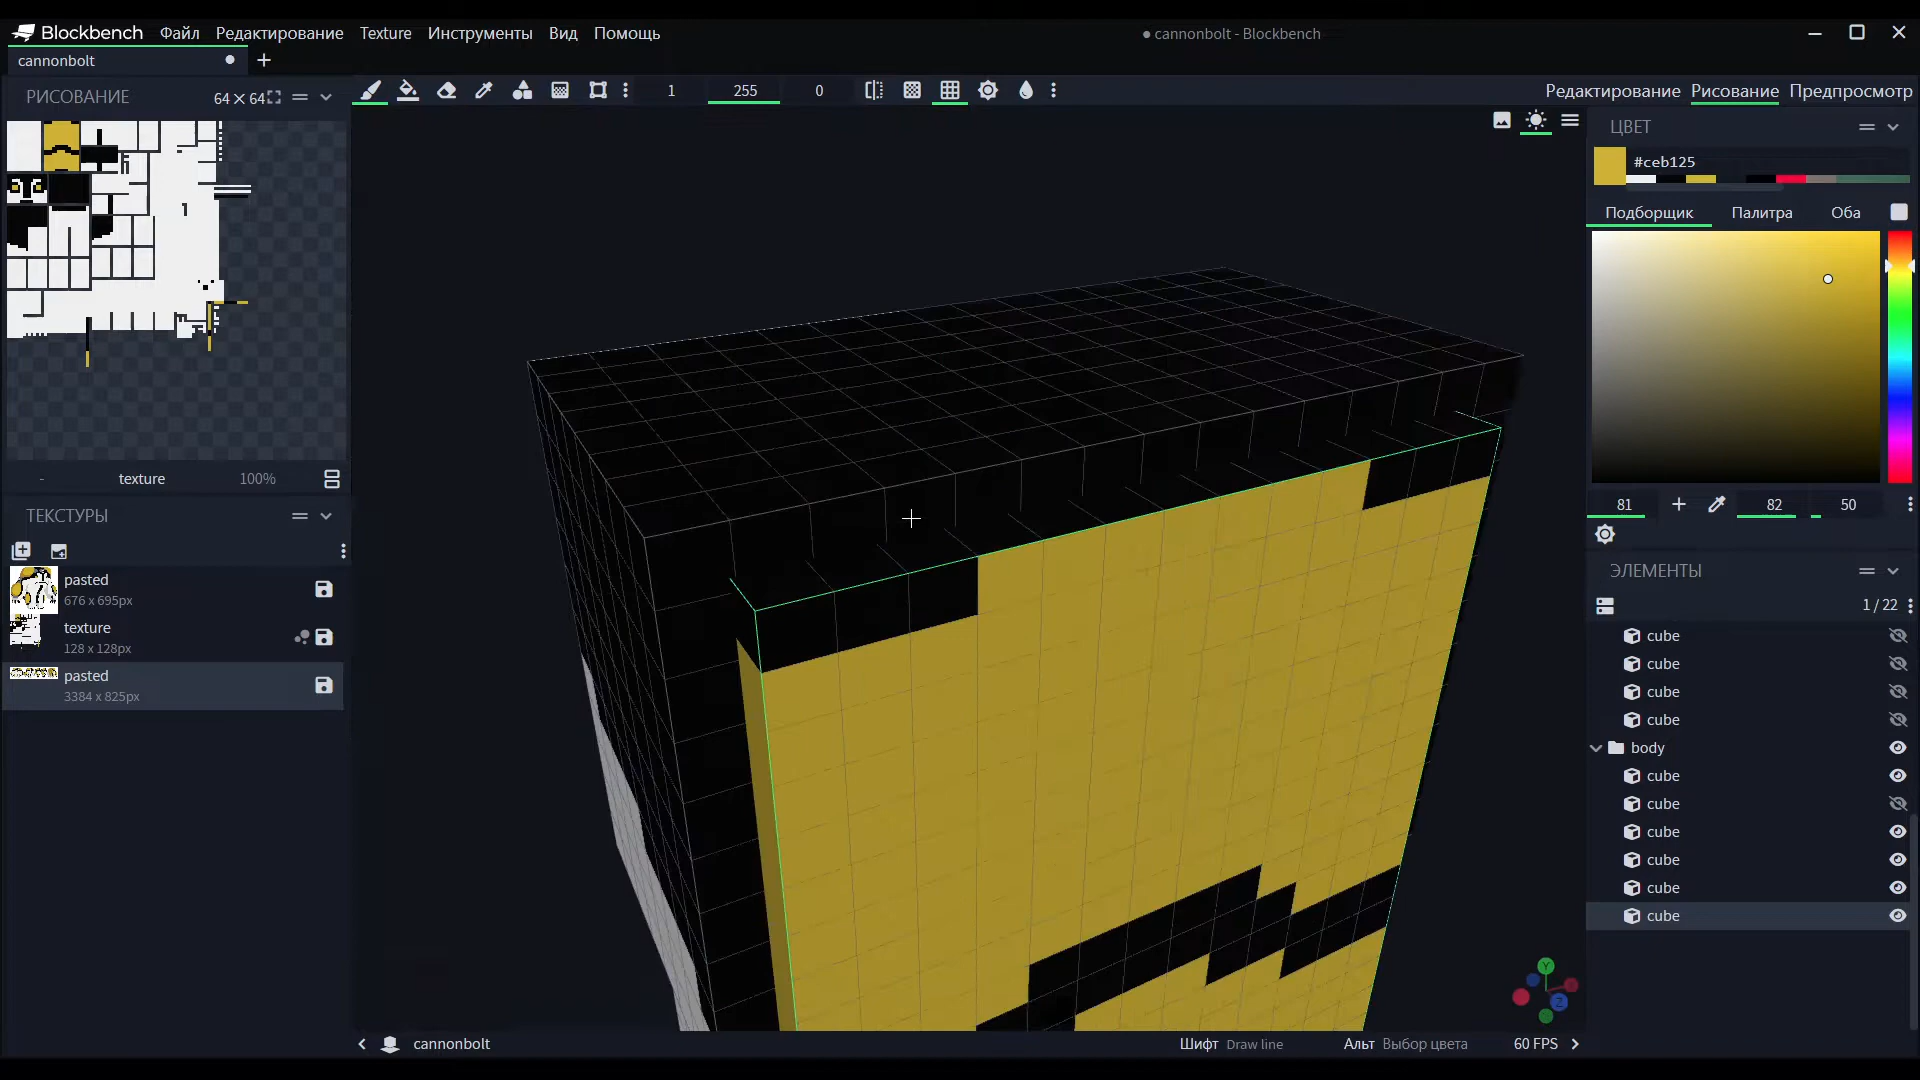 Blockbench Файл Редактирование Texture Инструменты Вид Помощь
● cannonbolt - Blockbench
cannonbolt
РИСОВАНИЕ 64 × 64
1 255 0
Редактирование Рисование Предпросмотр
ЦВЕТ
#ceb125
Подборщик Палитра Оба
- texture 100%
81 82 50
ТЕКСТУРЫ
pasted
676 x 695px
texture
128 x 128px
pasted
3384 x 825px
ЭЛЕМЕНТЫ
1 / 22
cube
cube
cube
cube
body
cube
cube
cube
cube
cube
cube
Y
Z
cannonbolt
Шифт Draw line Альт Выбор цвета 60 FPS